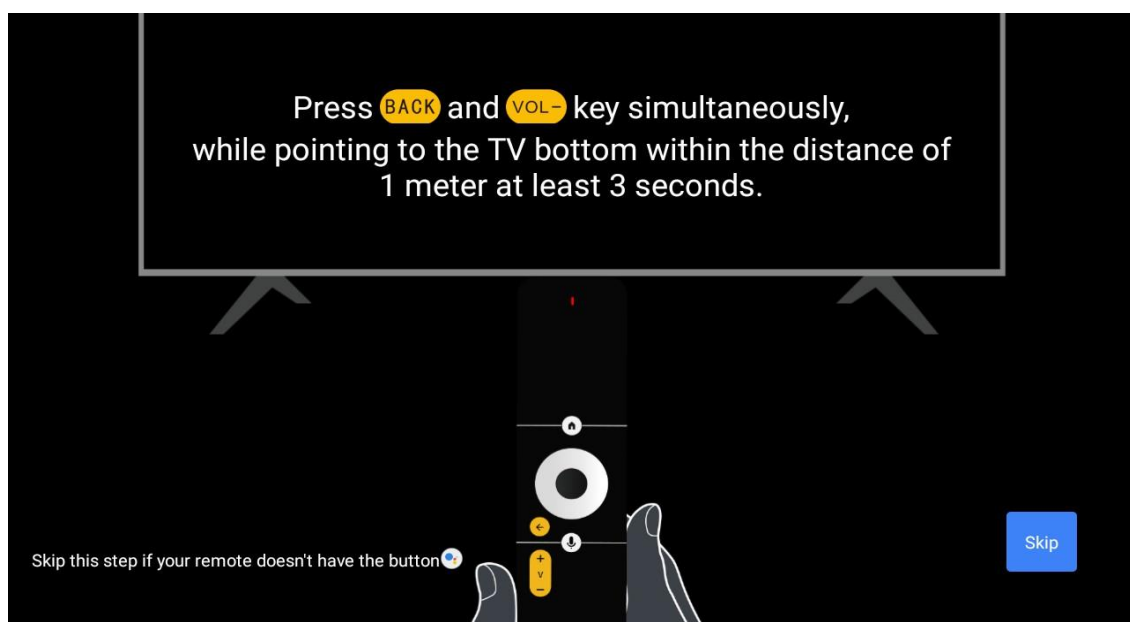 Press BACK and VOL- key simultaneously,
while pointing to the TV bottom within the distance of
1 meter at least 3 seconds.
+
V
-
Skip this step if your remote doesn't have the button
Skip